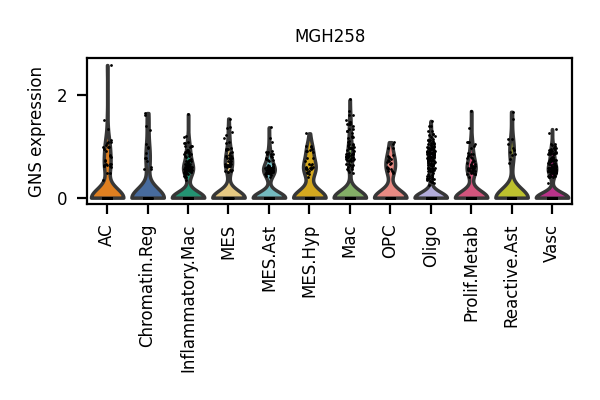 MGH258
GNS expression
2
0
AC
Chromatin.Reg
Inflammatory.Mac
MES
MES.Ast
MES.Hyp
Mac
OPC
Oligo
Prolif.Metab
Reactive.Ast
Vasc